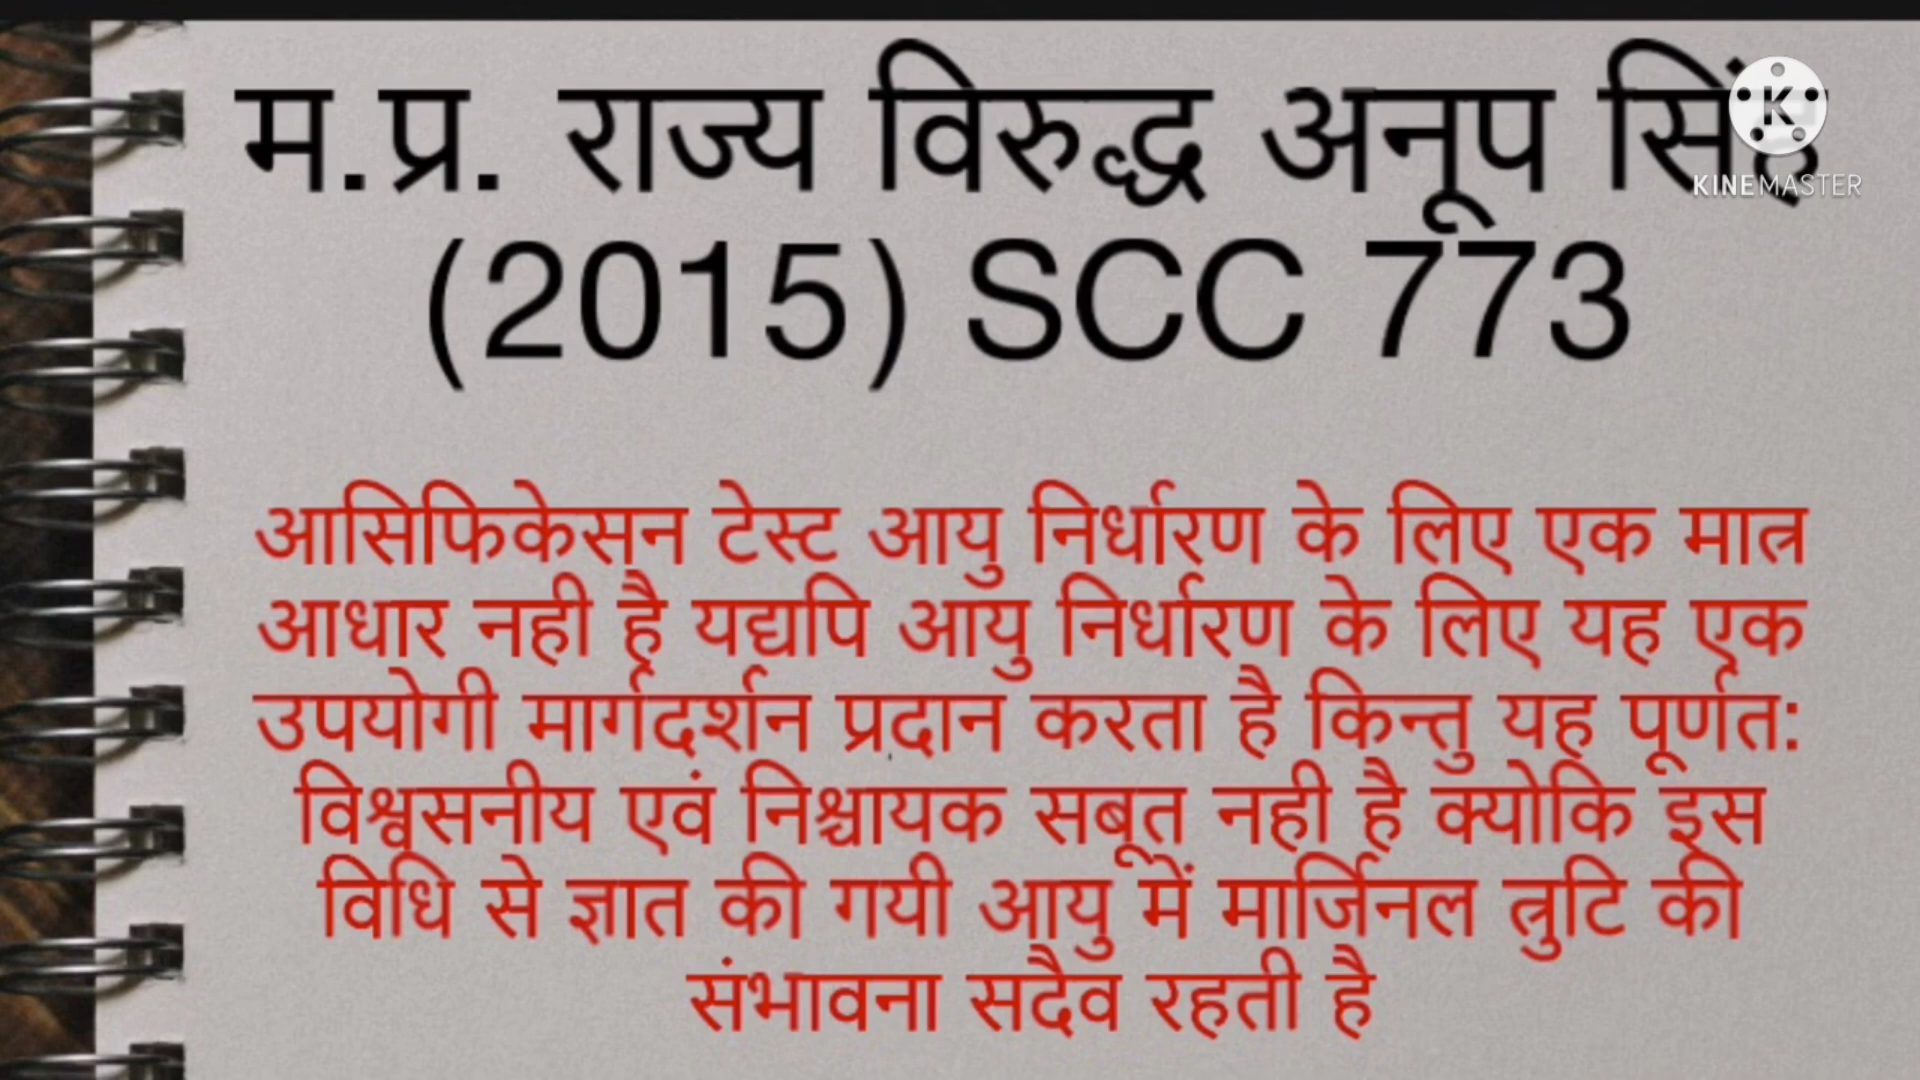 म.प्र. राज्य विरुद्ध अनूप सिंह
KINEMASTER
(2015) SCC 773
आसिफिकेसन टेस्ट आयु निर्धारण के लिए एक मात्र
आधार नही है यद्यपि आयु निर्धारण के लिए यह एक
उपयोगी मार्गदर्शन प्रदान करता है किन्तु यह पूर्णत:
विश्वसनीय एवं निश्चायक सबूत नही है क्योकि इस
विधि से ज्ञात की गयी आयु में मार्जिनल त्रुटि की
संभावना सदैव रहती है